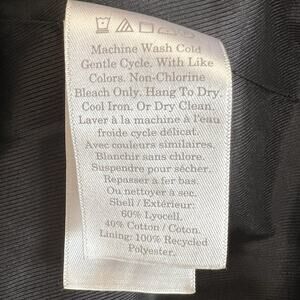 Machine Wash Cold
Gentle Cycle. With Like
Colors. Non-Chlorine
Bleach Only. Hang To Dry.
Cool Iron. Or Dry Clean.
Laver à la machine à l'eau
froide cycle délicat.
Avec couleurs similaires.
Blanchir sans chlore.
Suspendre pour sécher.
Repasser à fer bas.
Ou nettoyer à sec.
Shell / Extérieur:
60% Lyocell.
40% Cotton / Coton.
Lining: 100% Recycled
Polyester.